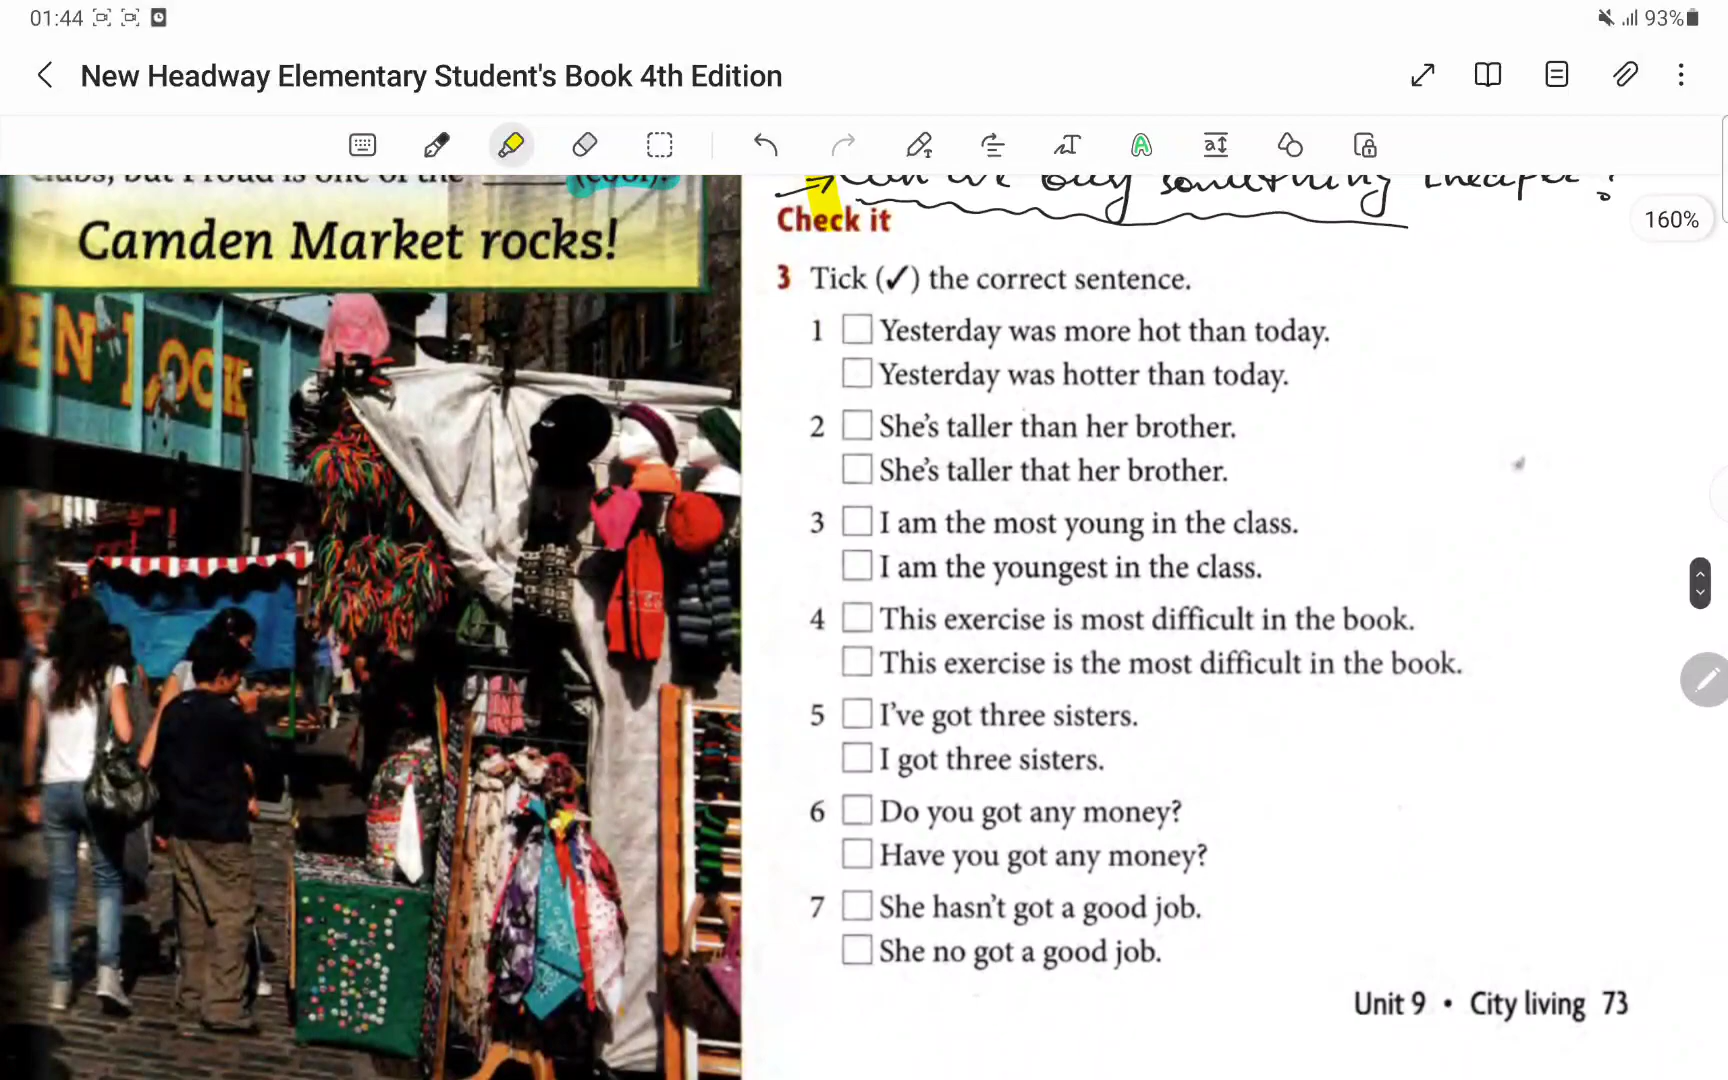 01:44
93%
New Headway Elementary Student's Book 4th Edition
160%
(cool).
Camden Market rocks!
LOCK
buy something cheaper?
Check it
3 Tick (✓) the correct sentence.
1 Yesterday was more hot than today.
Yesterday was hotter than today.
2 She's taller than her brother.
She's taller that her brother.
3 I am the most young in the class.
I am the youngest in the class.
4 This exercise is most difficult in the book.
This exercise is the most difficult in the book.
5 I've got three sisters.
I got three sisters.
6 Do you got any money?
Have you got any money?
7 She hasn't got a good job.
She no got a good job.
Unit 9 • City living 73